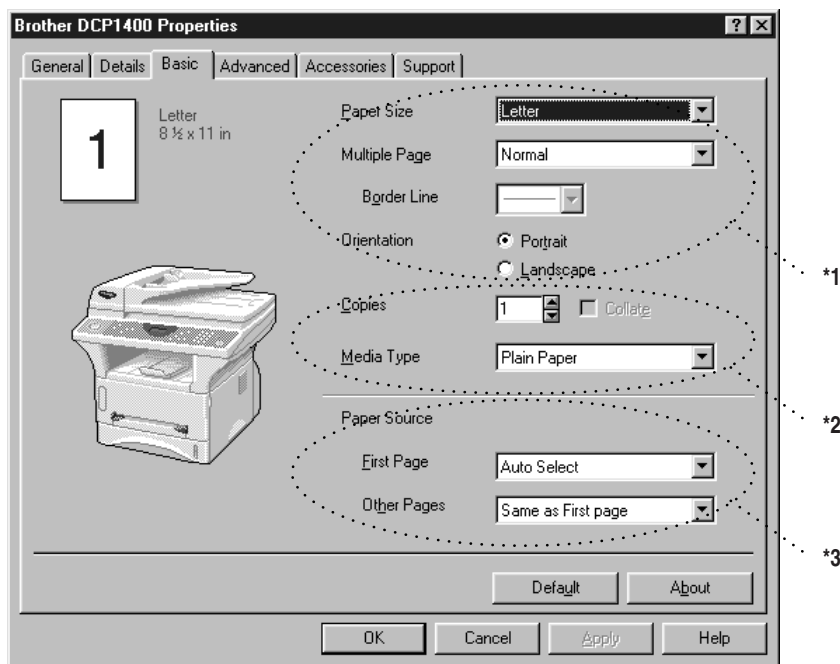 Brother DCP1400 Properties
General Details Basic Advanced Accessories Support
1
Letter
8 ½ x 11 in
Paper Size Letter
Multiple Page Normal
Border Line
Orientation Portrait
Landscape
*1
Copies 1 Collate
Media Type Plain Paper
*2
Paper Source
First Page Auto Select
Other Pages Same as First page
*3
Default About
OK Cancel Apply Help